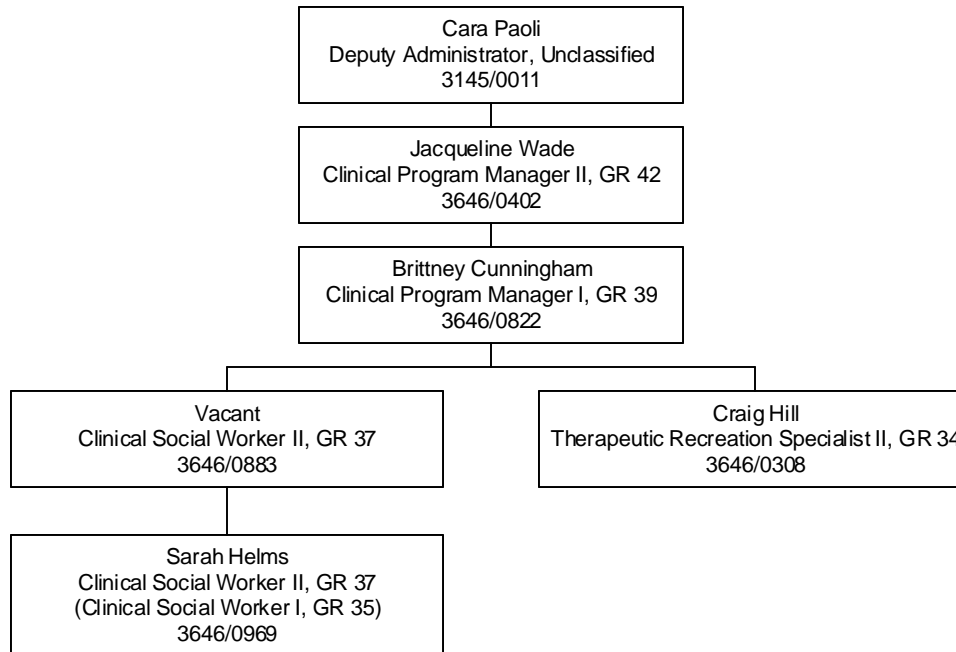 Cara Paoli
Deputy Administrator, Unclassified
3145/0011
Jacqueline Wade
Clinical Program Manager II, GR 42
3646/0402
Brittney Cunningham
Clinical Program Manager I, GR 39
3646/0822
Vacant
Clinical Social Worker II, GR 37
3646/0883
Craig Hill
Therapeutic Recreation Specialist II, GR 34
3646/0308
Sarah Helms
Clinical Social Worker II, GR 37
(Clinical Social Worker I, GR 35)
3646/0969